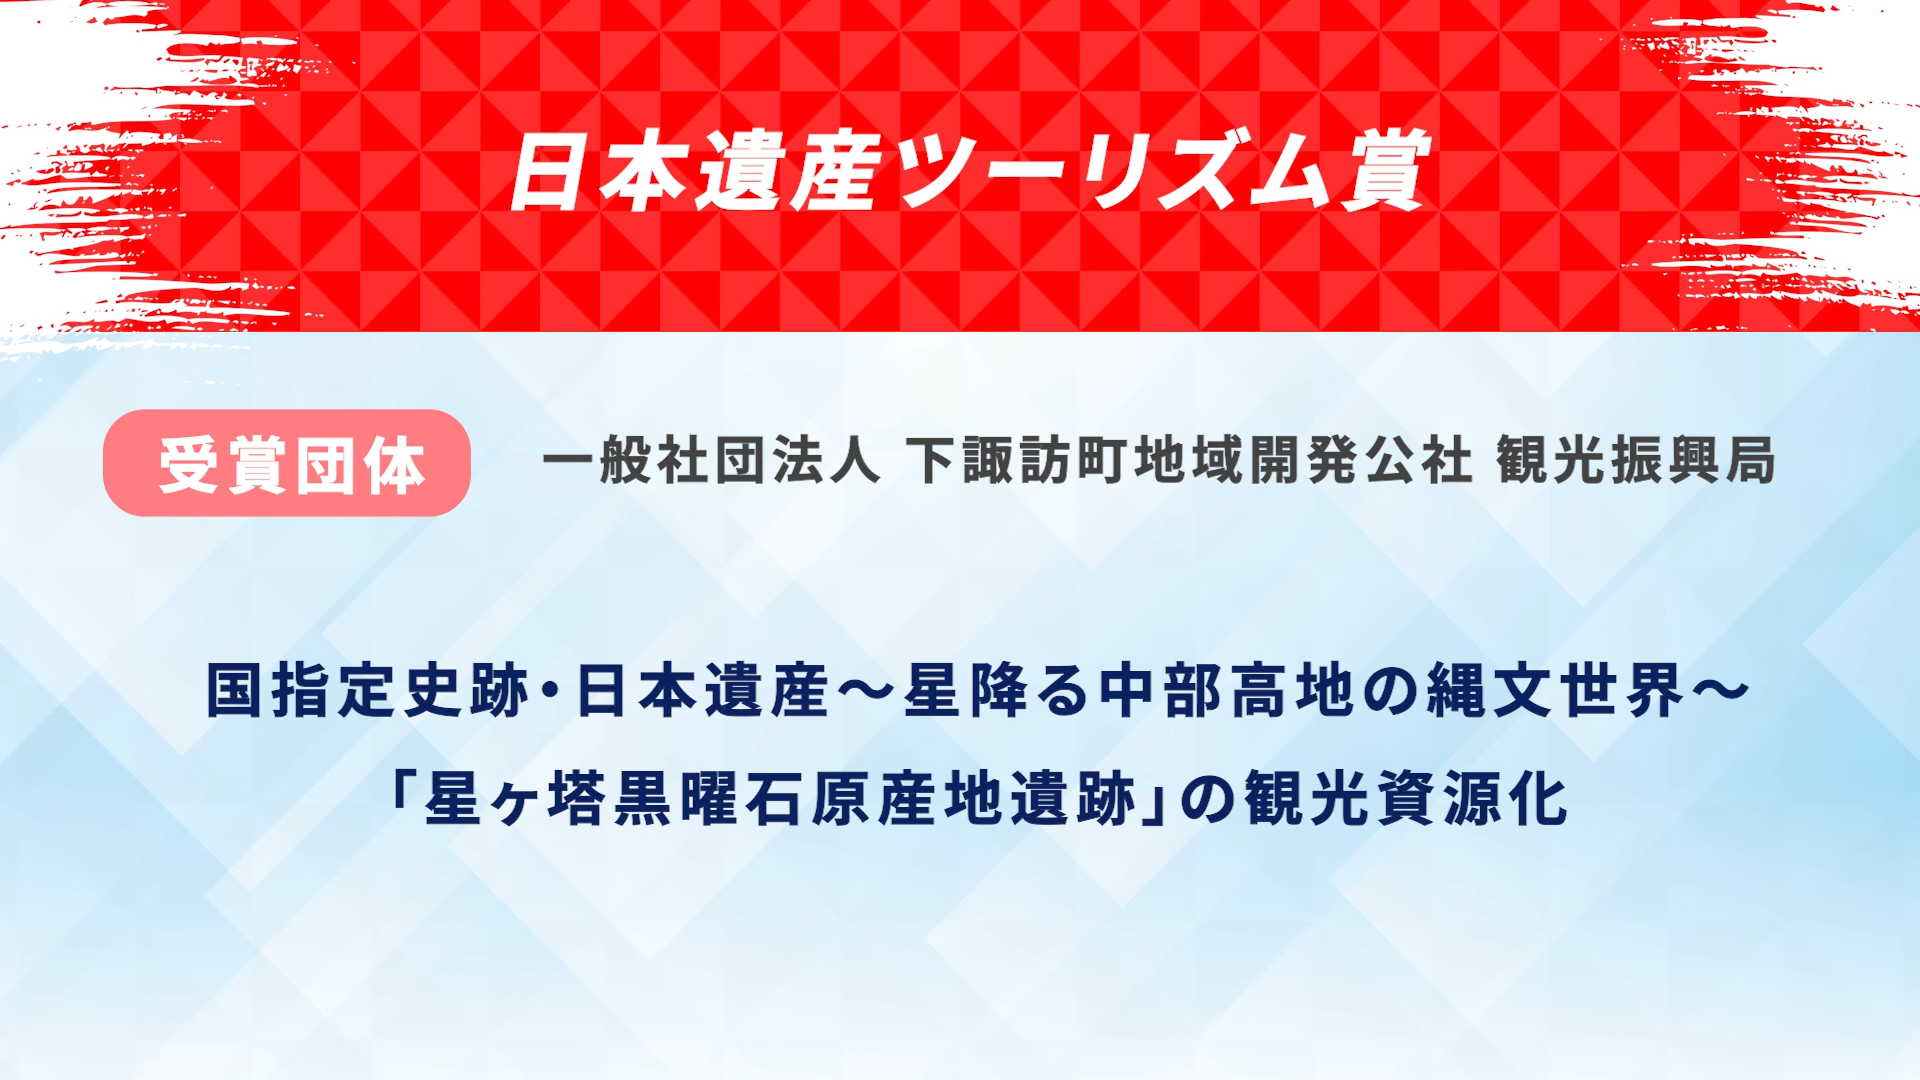 日本遺産ツーリズム賞
受賞団体
一般社団法人 下諏訪町地域開発公社 観光振興局
国指定史跡・日本遺産～星降る中部高地の縄文世界～
「星ヶ塔黒曜石原産地遺跡」の観光資源化